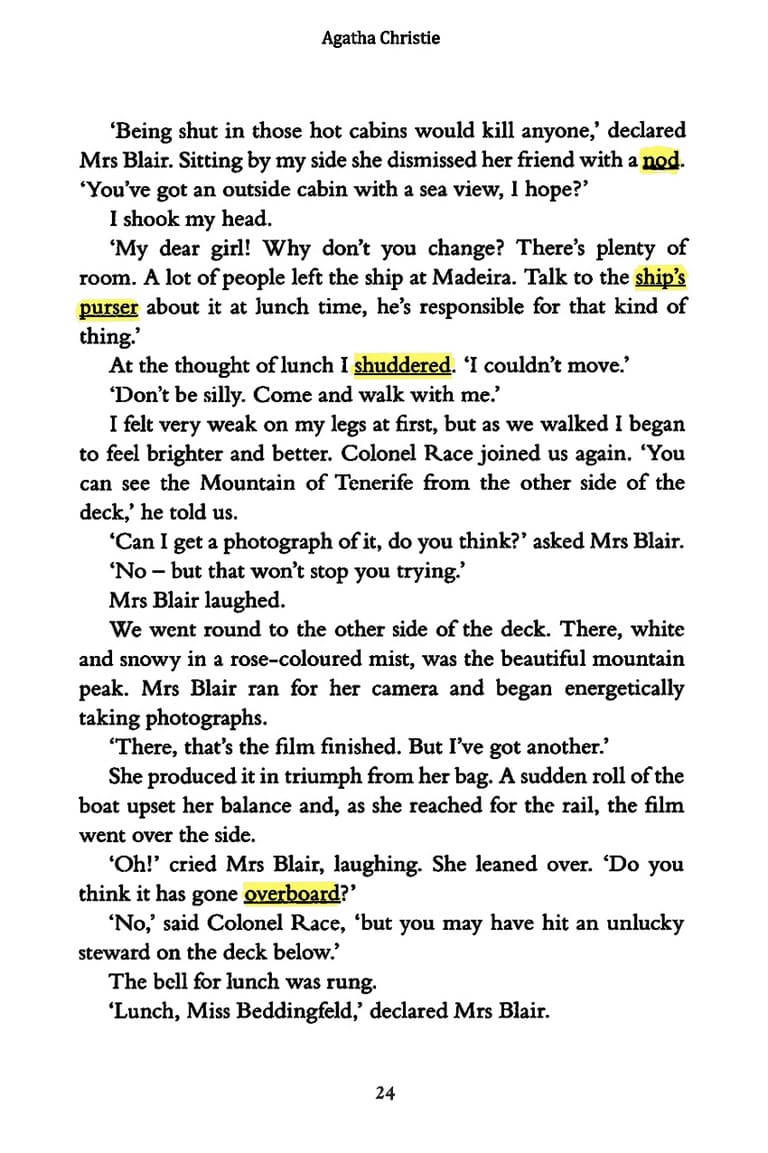 Agatha Christie
‘Being shut in those hot cabins would kill anyone,’ declared
Mrs Blair. Sitting by my side she dismissed her friend with a nod.
‘You’ve got an outside cabin with a sea view, I hope?’
I shook my head.
‘My dear girl! Why don’t you change? There’s plenty of
room. A lot of people left the ship at Madeira. Talk to the ship’s
purser about it at lunch time, he’s responsible for that kind of
thing.’
At the thought of lunch I shuddered. ‘I couldn’t move.’
‘Don’t be silly. Come and walk with me.’
I felt very weak on my legs at first, but as we walked I began
to feel brighter and better. Colonel Race joined us again. ‘You
can see the Mountain of Tenerife from the other side of the
deck,’ he told us.
‘Can I get a photograph of it, do you think?’ asked Mrs Blair.
‘No – but that won’t stop you trying.’
Mrs Blair laughed.
We went round to the other side of the deck. There, white
and snowy in a rose-coloured mist, was the beautiful mountain
peak. Mrs Blair ran for her camera and began energetically
taking photographs.
‘There, that’s the film finished. But I’ve got another.’
She produced it in triumph from her bag. A sudden roll of the
boat upset her balance and, as she reached for the rail, the film
went over the side.
‘Oh!’ cried Mrs Blair, laughing. She leaned over. ‘Do you
think it has gone overboard?’
‘No,’ said Colonel Race, ‘but you may have hit an unlucky
steward on the deck below.’
The bell for lunch was rung.
‘Lunch, Miss Beddingfeld,’ declared Mrs Blair.
24